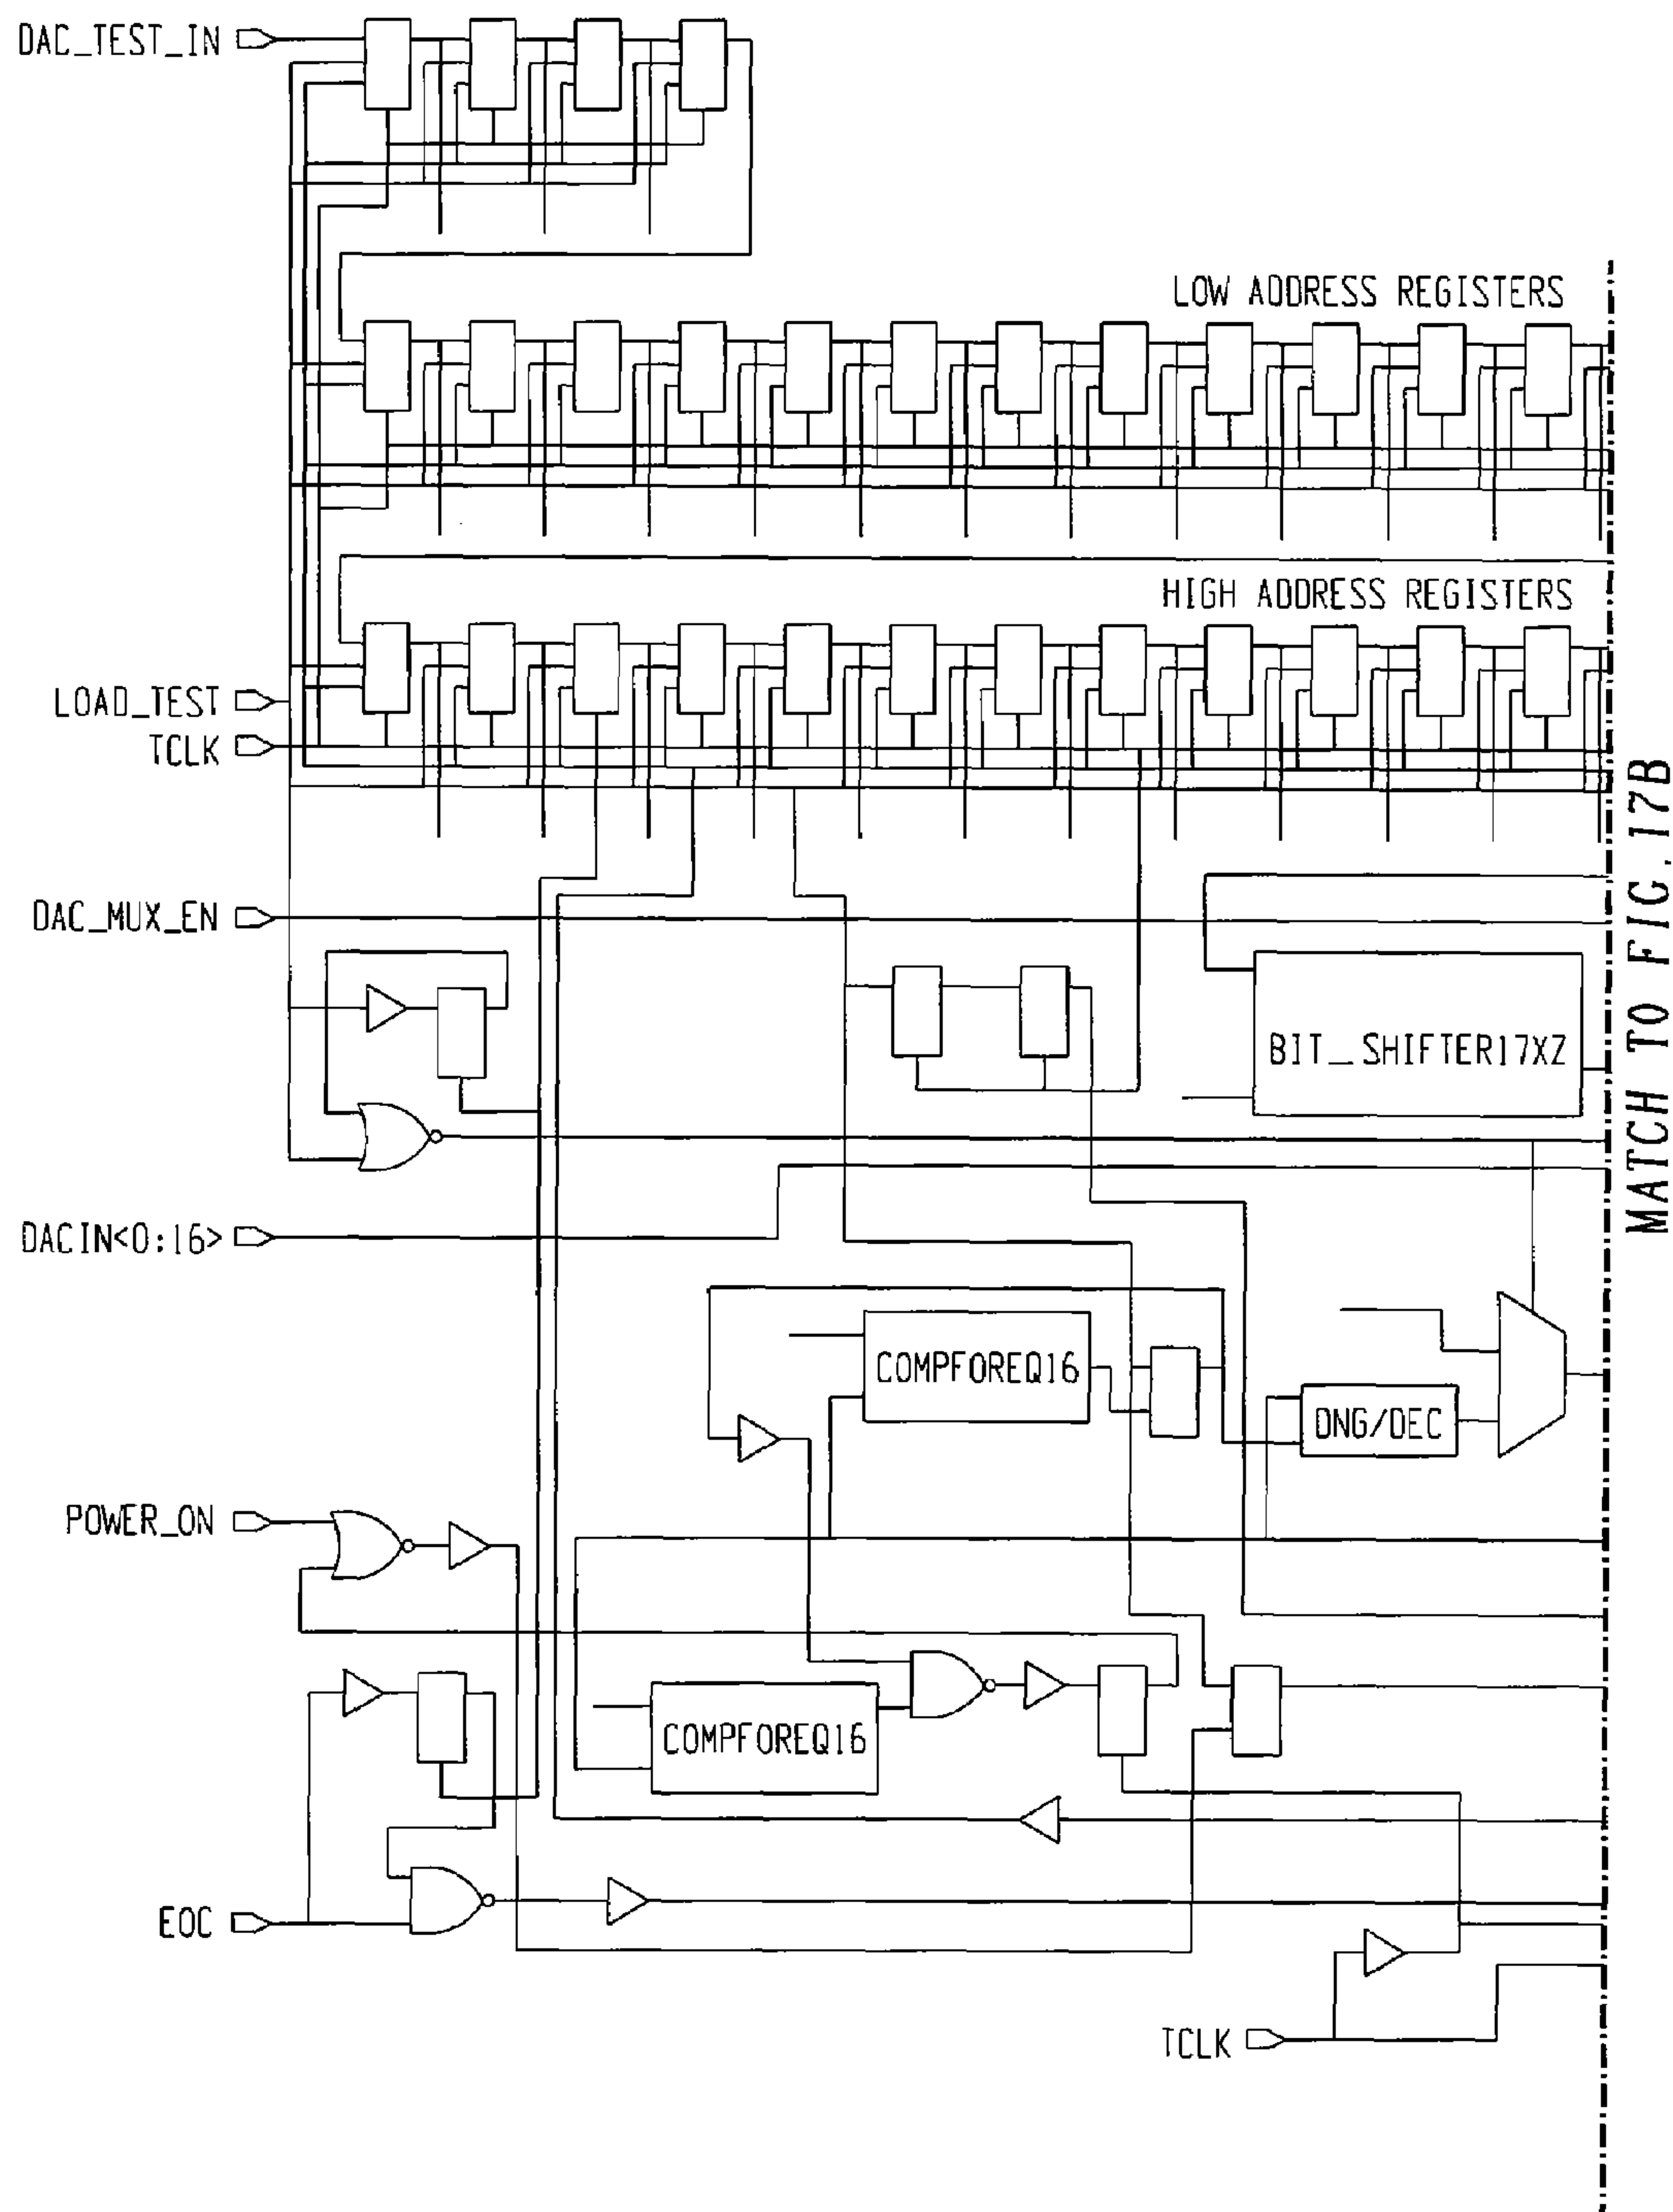 DAC_TEST_IN
LOW ADDRESS REGISTERS
HIGH ADDRESS REGISTERS
LOAD_TEST
TCLK
DAC_MUX_EN
BIT_SHIFTER17XZ
MATCH TO FIG.17B
DACIN<0:16>
COMPFOREQ16
DNG/DEC
POWER_ON
COMPFOREQ16
EOC
TCLK